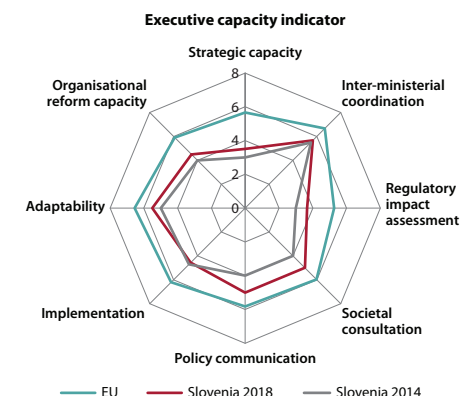 Executive capacity indicator
Strategic capacity
Organisational
reform capacity
Inter-ministerial
coordination
8
6
4
2
0
Adaptability
Regulatory
impact
assessment
Implementation
Societal
consultation
Policy communication
EU
Slovenia 2018
Slovenia 2014